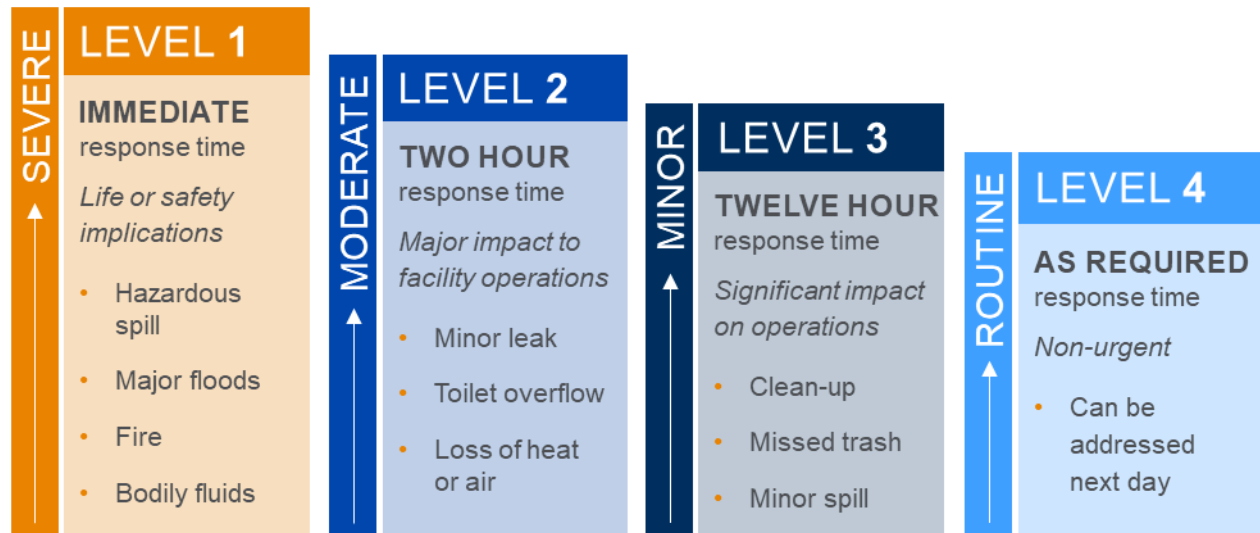 SEVERE
LEVEL 1
IMMEDIATE
response time
Life or safety
implications
• Hazardous
spill
• Major floods
• Fire
• Bodily fluids
MODERATE
LEVEL 2
TWO HOUR
response time
Major impact to
facility operations
• Minor leak
• Toilet overflow
• Loss of heat
or air
MINOR
LEVEL 3
TWELVE HOUR
response time
Significant impact
on operations
• Clean-up
• Missed trash
• Minor spill
ROUTINE
LEVEL 4
AS REQUIRED
response time
Non-urgent
• Can be
addressed
next day